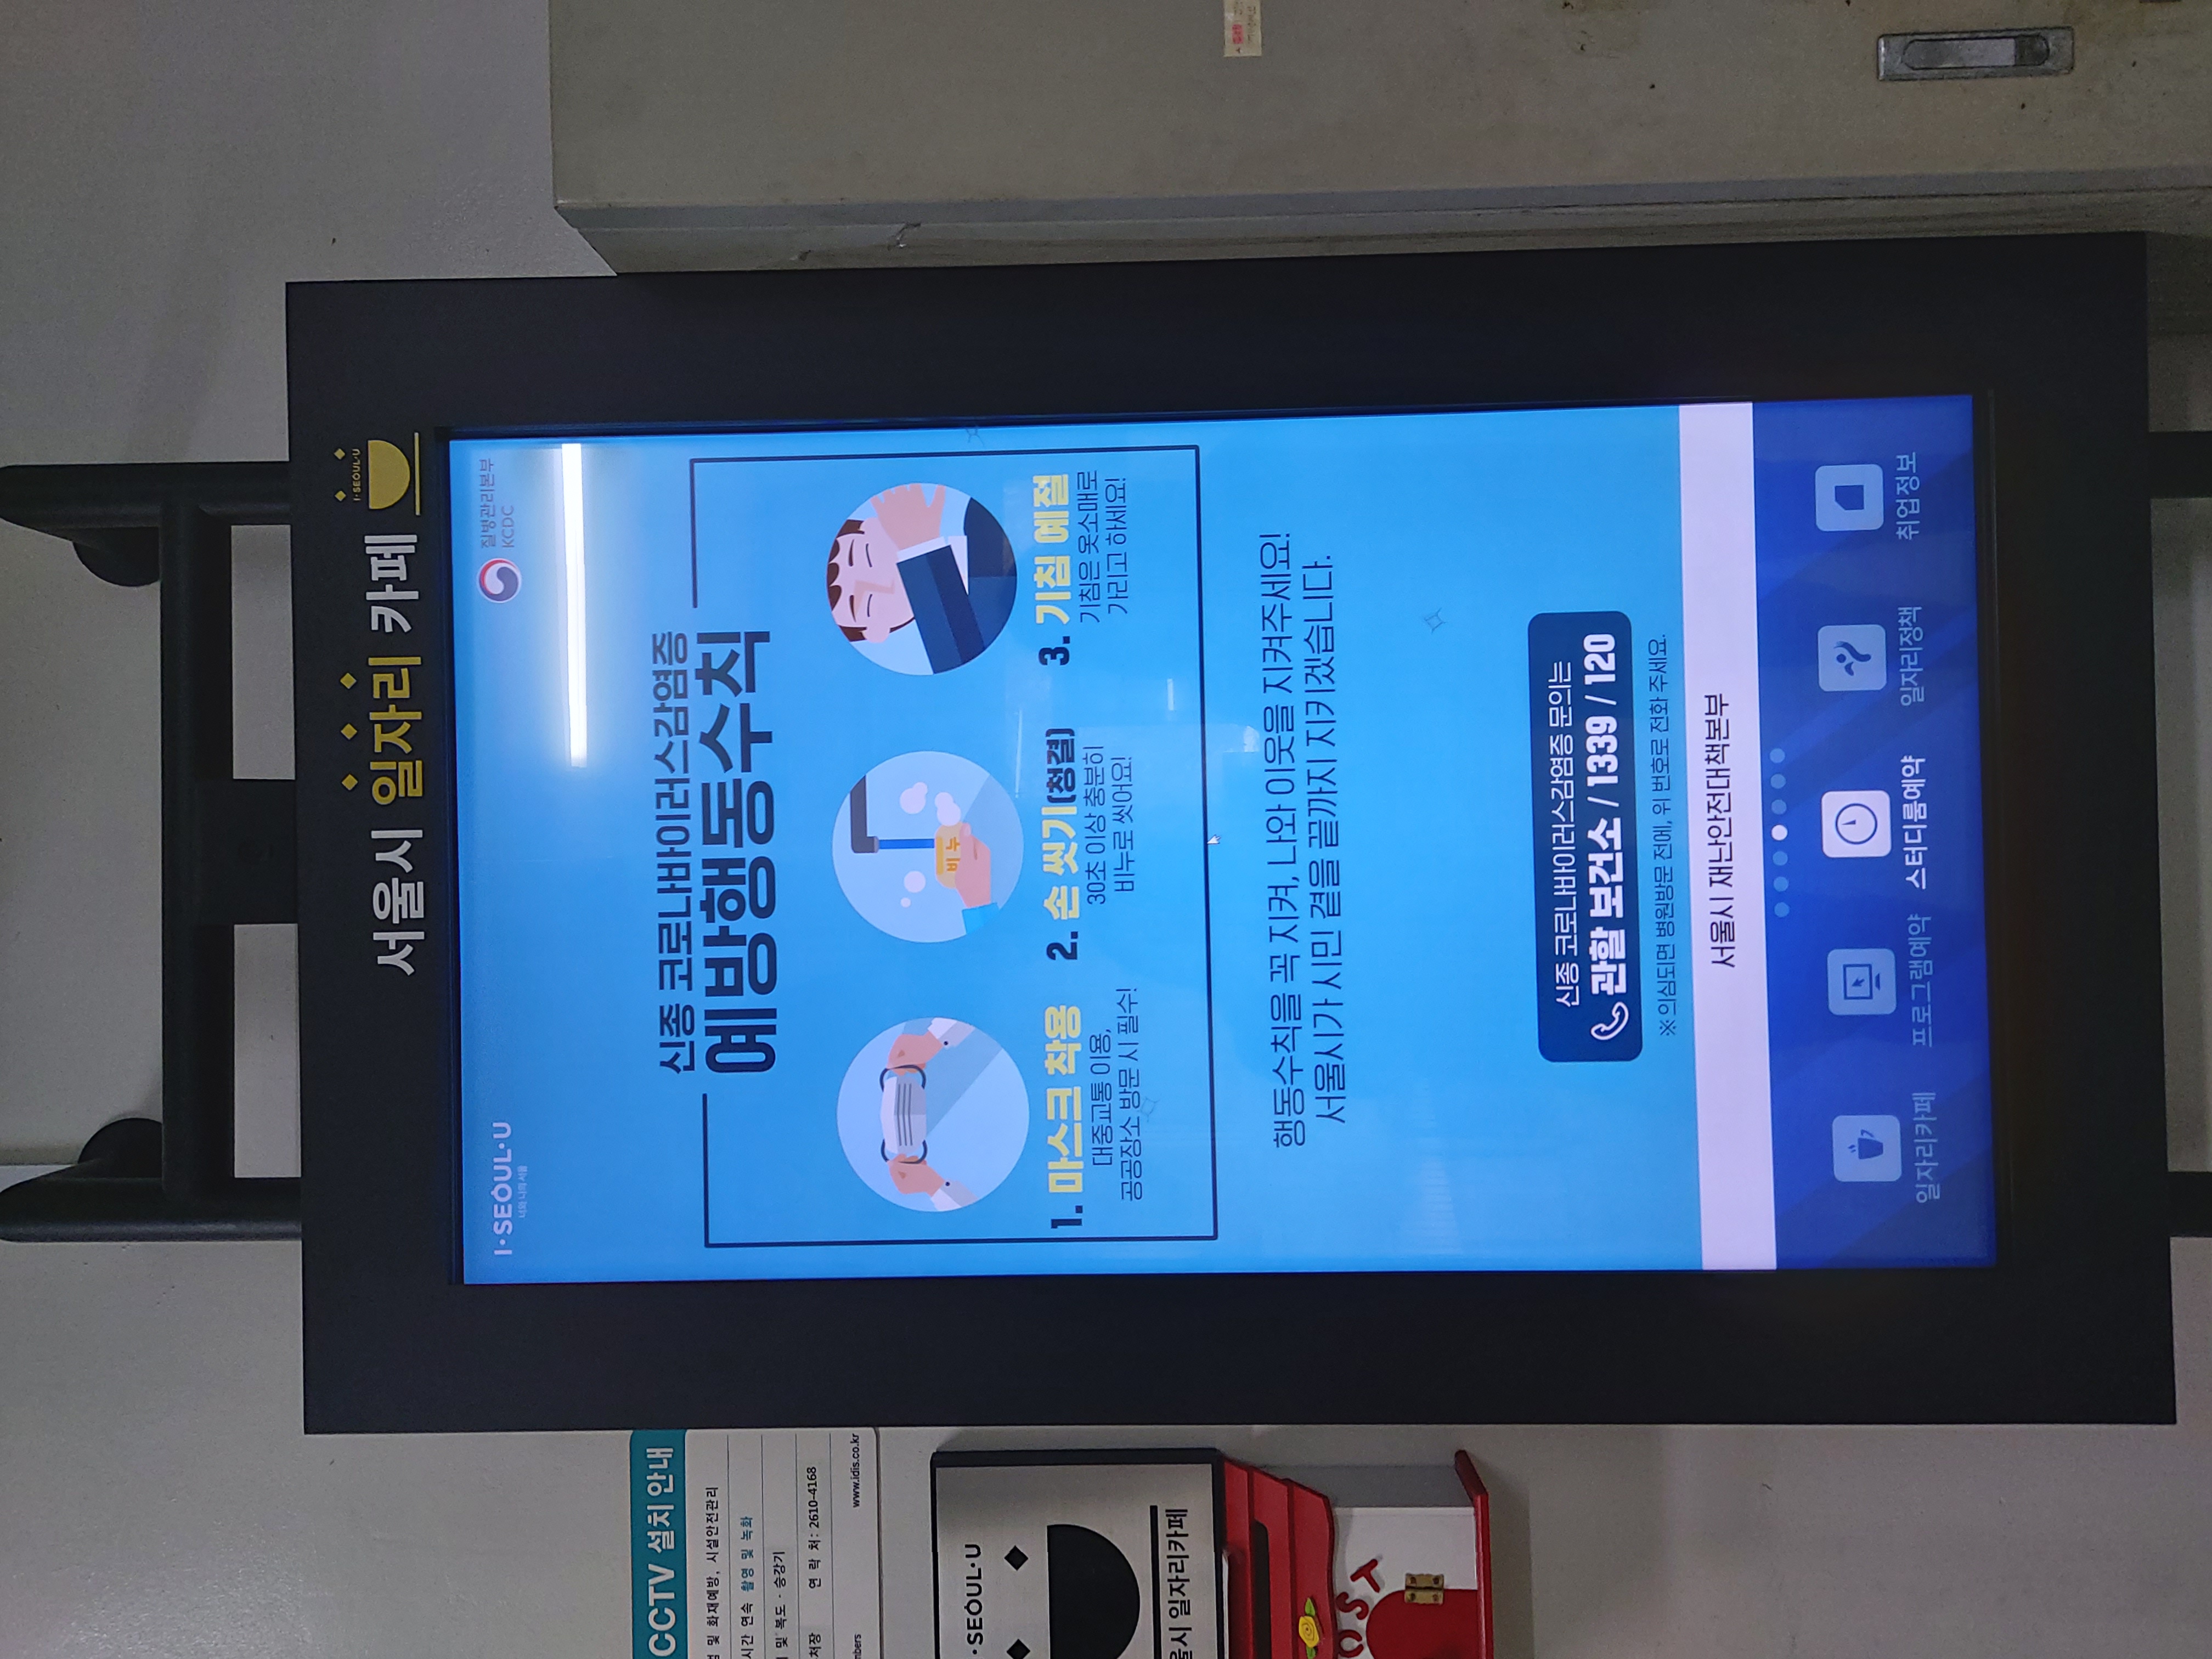 서울시 일자리 카페
I·SEOUL·U
I·SEOUL·U
너와 나의 서울
질병관리본부
KCDC
신종 코로나바이러스감염증
예방행동수칙
비누
1. 마스크 착용
대중교통 이용,
공공장소 방문 시 필수!
2. 손 씻기(청결)
30초 이상 충분히
비누로 씻어요!
3. 기침 예절
기침은 옷소매로
가리고 하세요!
행동수칙을 꼭 지켜, 나와 이웃을 지켜주세요!
서울시가 시민 곁을 끝까지 지키겠습니다.
신종 코로나바이러스감염증 문의는
관할 보건소 / 1339 / 120
※ 의심되면 병원방문 전에, 위 번호로 전화 주세요.
서울시 재난안전대책본부
일자리카페
프로그램예약
스터디룸예약
일자리정책
취업정보
CCTV 설치 안내
및 화재예방, 시설안전관리
시간 연속 촬영 및 녹화
및 복도 · 승강기
처장 연 락 처: 2610-4168
www.idis.co.kr
·SEOUL·U
울시 일자리카페
OST